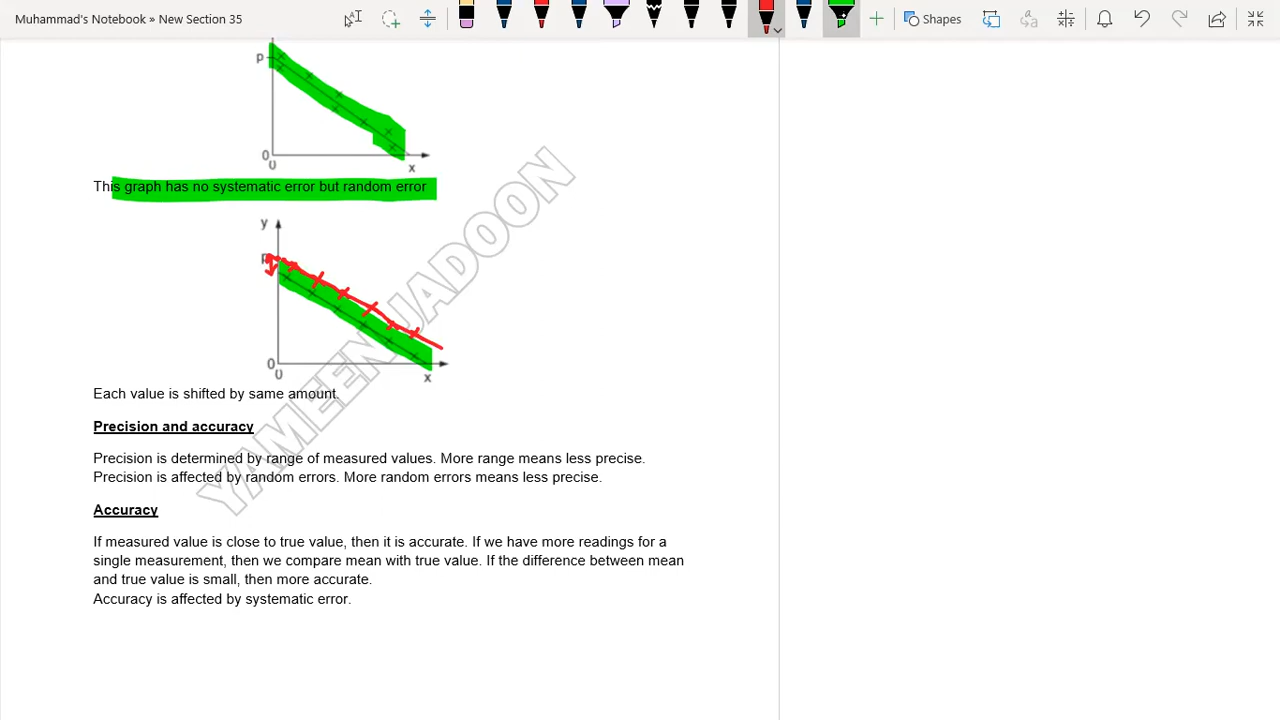 Muhammad's Notebook » New Section 35
Shapes
p
0
0
x
This graph has no systematic error but random error
y
p
0
0
x
Each value is shifted by same amount.
Precision and accuracy
Precision is determined by range of measured values. More range means less precise.
Precision is affected by random errors. More random errors means less precise.
Accuracy
If measured value is close to true value, then it is accurate. If we have more readings for a
single measurement, then we compare mean with true value. If the difference between mean
and true value is small, then more accurate.
Accuracy is affected by systematic error.
YAMEEN JADOON